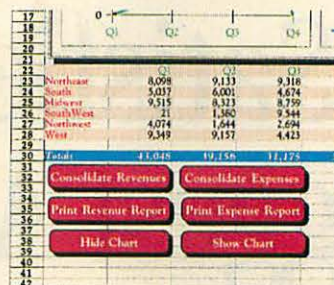 17 0
18 Q1 Q2 Q3 Q4
19
20
21
22 Q1 Q2 Q3
23 Northeast 8,098 9,133 9,318
24 South 5,037 6,001 4,674
25 Midwest 9,515 8,323 8,759
26 SouthWest 21 1,380 9,544
27 Northwest 4,074 1,644 2,694
28 West 9,349 9,157 4,423
29
30 Totals
31
32 Consolidate Revenues Consolidate Expenses
33
34
35 Print Revenue Report Print Expense Report
36
37
38 Hide Chart Show Chart
39
40
41
42